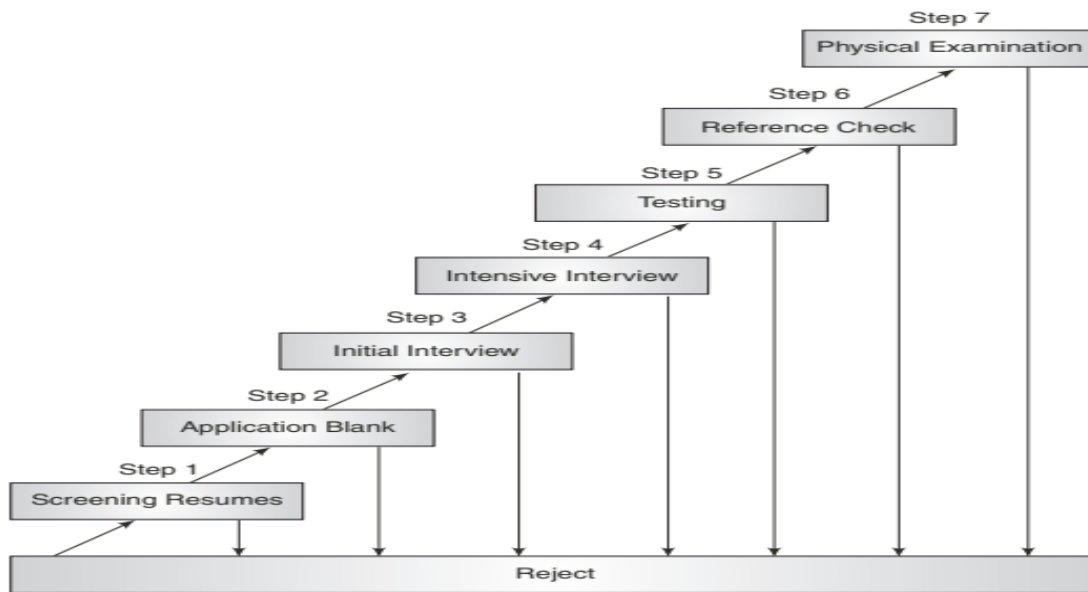 Step 7
Physical Examination
Step 6
Reference Check
Step 5
Testing
Step 4
Intensive Interview
Step 3
Initial Interview
Step 2
Application Blank
Step 1
Screening Resumes
Reject